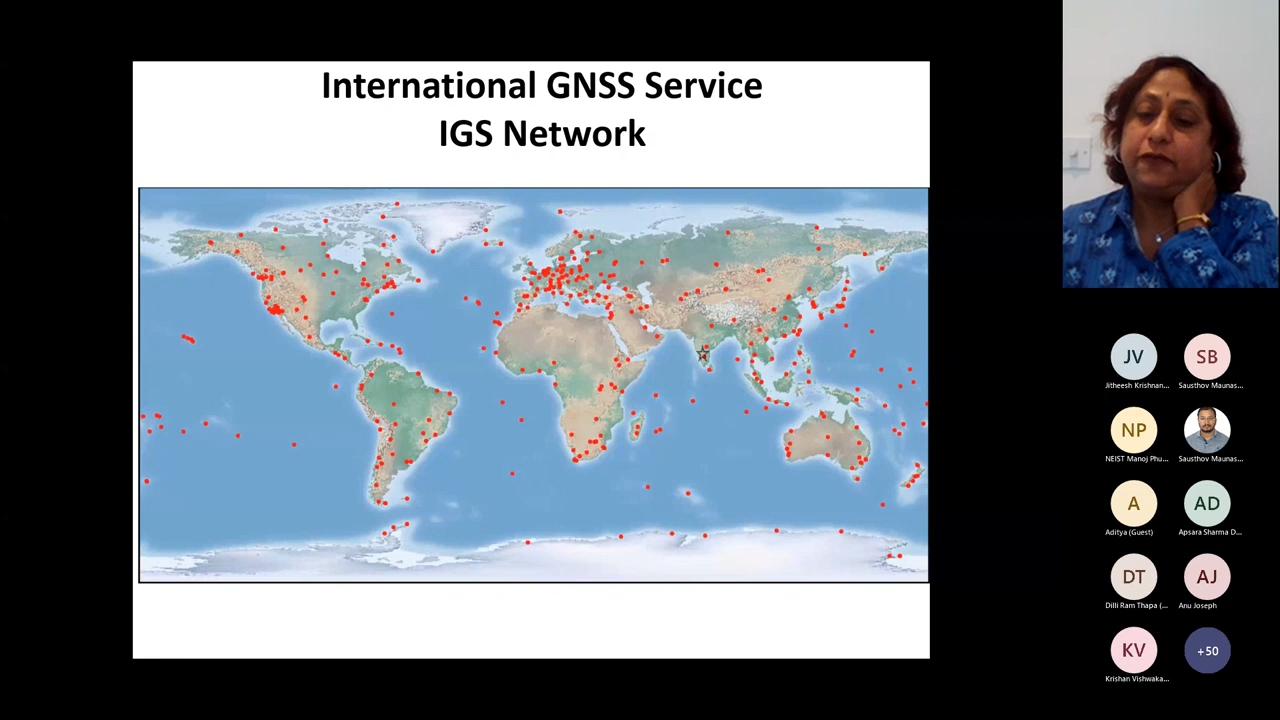 International GNSS Service
IGS Network
JV
SB
Jitheesh Krishnan...
Sausthov Maunas...
NP
NEIST Manoj Phu...
Sausthov Maunas...
A
AD
Aditya (Guest)
Apsara Sharma D...
DT
AJ
Dilli Ram Thapa (...
Anu Joseph
KV
+50
Krishan Vishwaka...